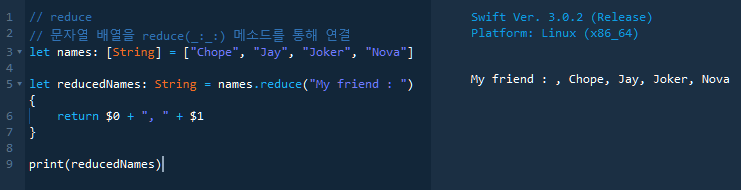 1 // reduce
2 // 문자열 배열을 reduce(_:_:) 메소드를 통해 연결
3 let names: [String] = ["Chope", "Jay", "Joker", "Nova"]
4
5 let reducedNames: String = names.reduce("My friend : ")
{
6 return $0 + ", " + $1
7 }
8
9 print(reducedNames)
Swift Ver. 3.0.2 (Release)
Platform: Linux (x86_64)
My friend : , Chope, Jay, Joker, Nova